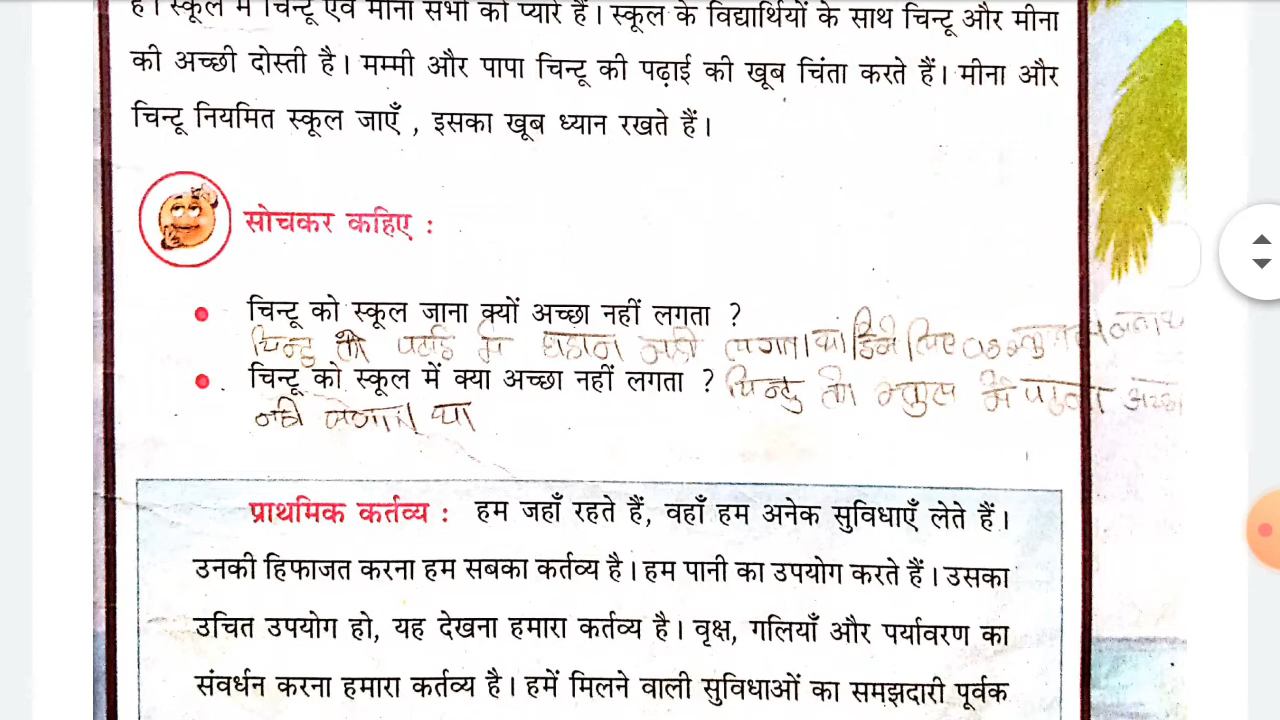 है। स्कूल में चिन्टू एवं मीना सभी को प्यारे हैं। स्कूल के विद्यार्थियों के साथ चिन्टू और मीना
की अच्छी दोस्ती है। मम्मी और पापा चिन्टू की पढ़ाई की खूब चिंता करते हैं। मीना और
चिन्टू नियमित स्कूल जाएँ , इसका खूब ध्यान रखते हैं।
सोचकर कहिए :
• चिन्टू को स्कूल जाना क्यों अच्छा नहीं लगता ?
चिन्टु को
• चिन्टू को स्कूल में क्या अच्छा नहीं लगता ? चिन्टु को स्कुल में पढना अच्छा
नही था
प्राथमिक कर्तव्य : हम जहाँ रहते हैं, वहाँ हम अनेक सुविधाएँ लेते हैं।
उनकी हिफाजत करना हम सबका कर्तव्य है। हम पानी का उपयोग करते हैं। उसका
उचित उपयोग हो, यह देखना हमारा कर्तव्य है। वृक्ष, गलियाँ और पर्यावरण का
संवर्धन करना हमारा कर्तव्य है। हमें मिलने वाली सुविधाओं का समझदारी पूर्वक